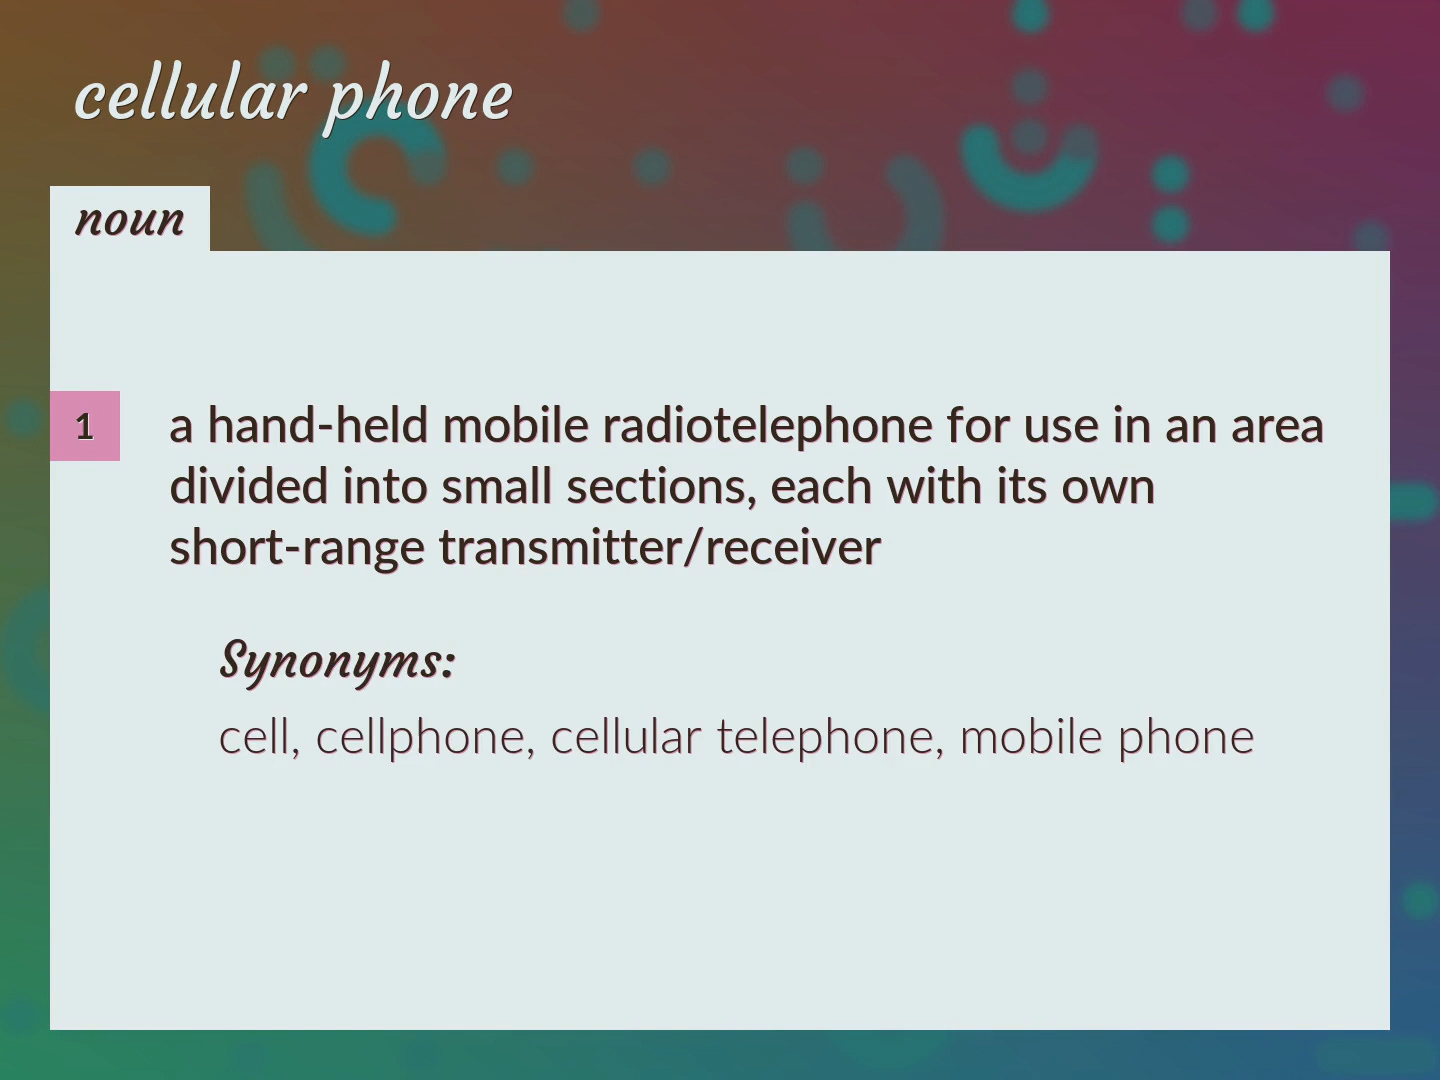 cellular phone
noun
1
a hand-held mobile radiotelephone for use in an area
divided into small sections, each with its own
short-range transmitter/receiver
Synonyms:
cell, cellphone, cellular telephone, mobile phone